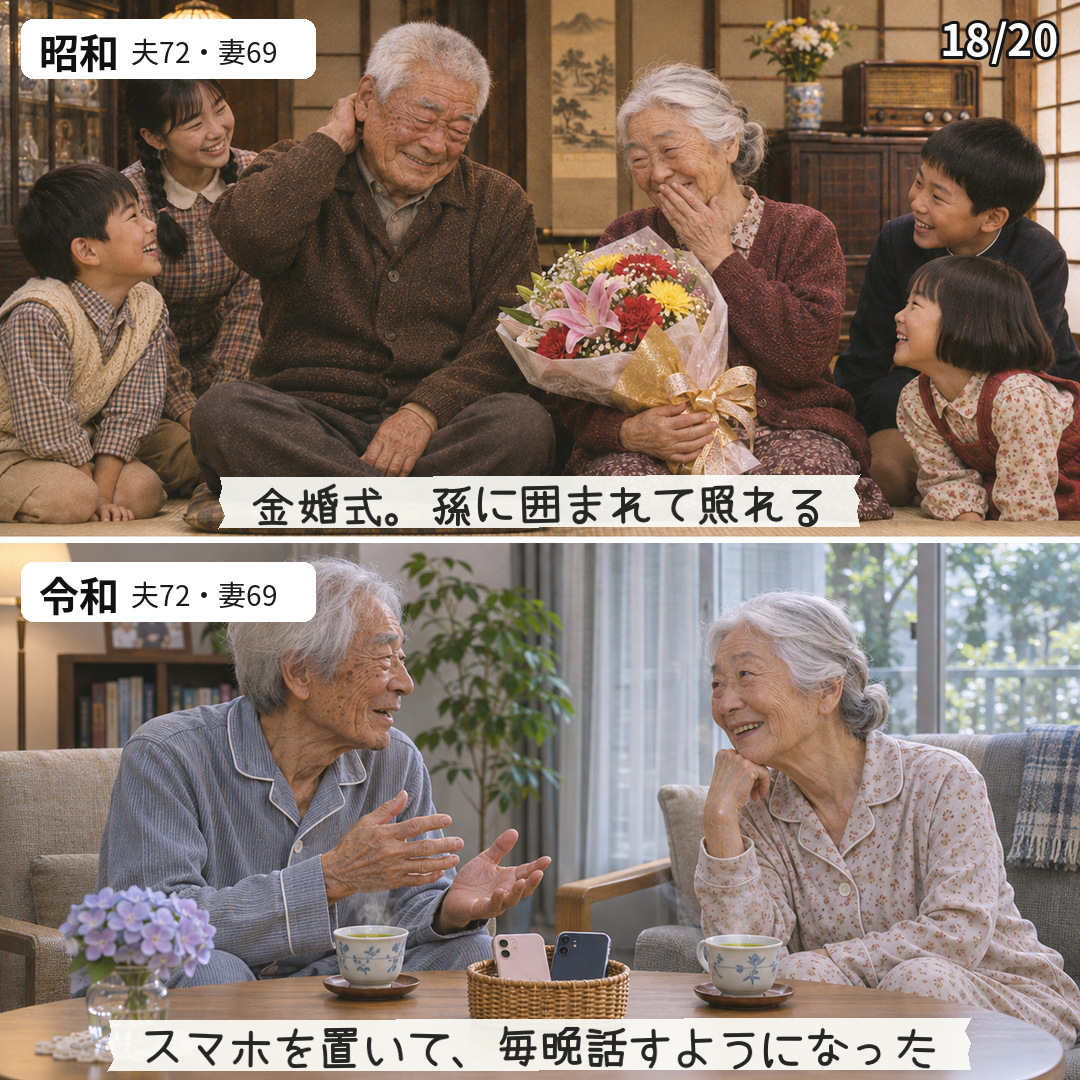 昭和 夫72・妻69
18/20
金婚式。孫に囲まれて照れる
令和 夫72・妻69
スマホを置いて、毎晩話すようになった